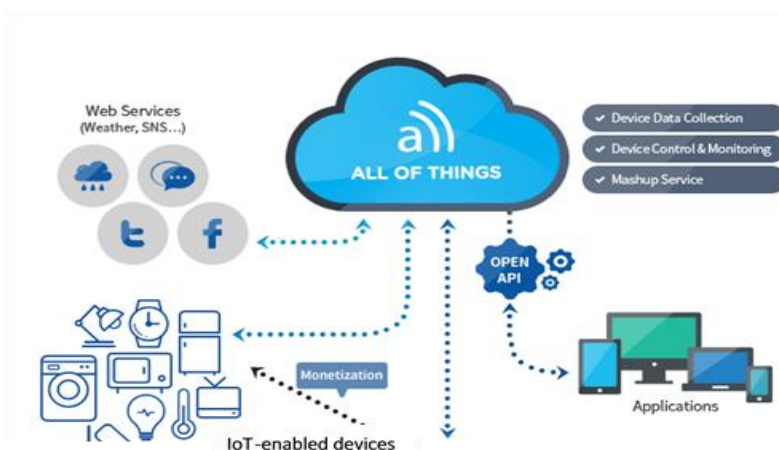 Web Services
(Weather, SNS...)
all
ALL OF THINGS
Device Data Collection
Device Control & Monitoring
Mashup Service
OPEN
API
Monetization
Applications
IoT-enabled devices